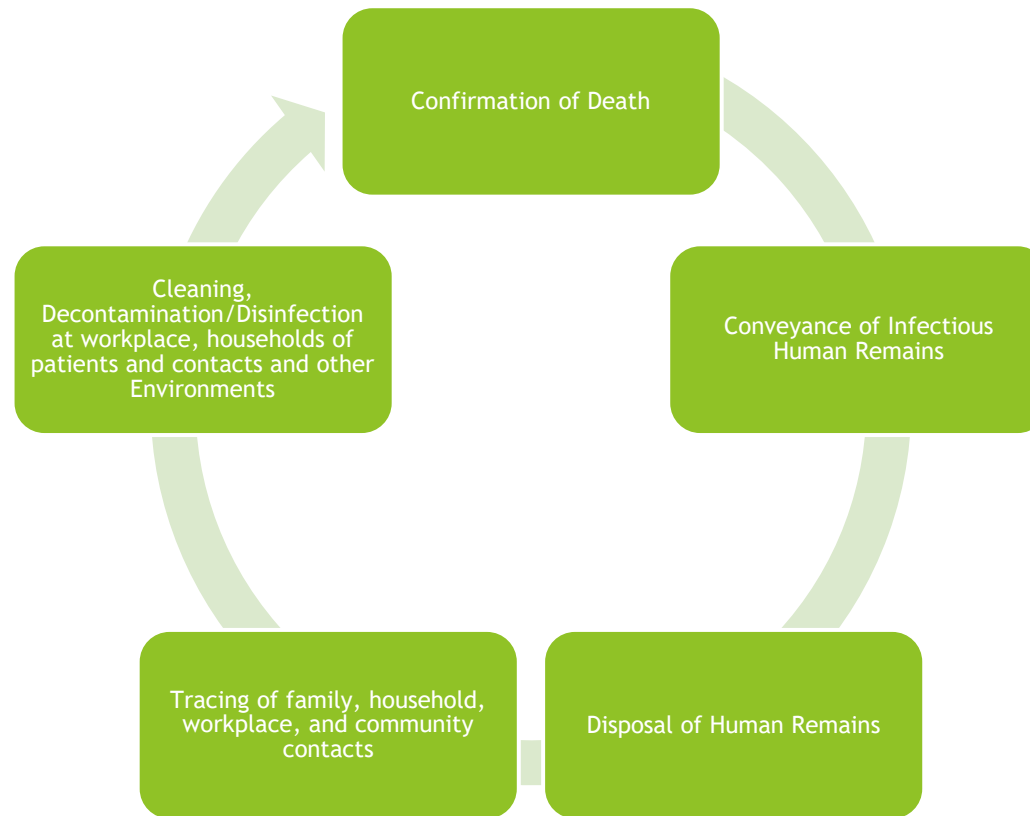 Confirmation of Death
Conveyance of Infectious
Human Remains
Disposal of Human Remains
Tracing of family, household,
workplace, and community
contacts
Cleaning,
Decontamination/Disinfection
at workplace, households of
patients and contacts and other
Environments